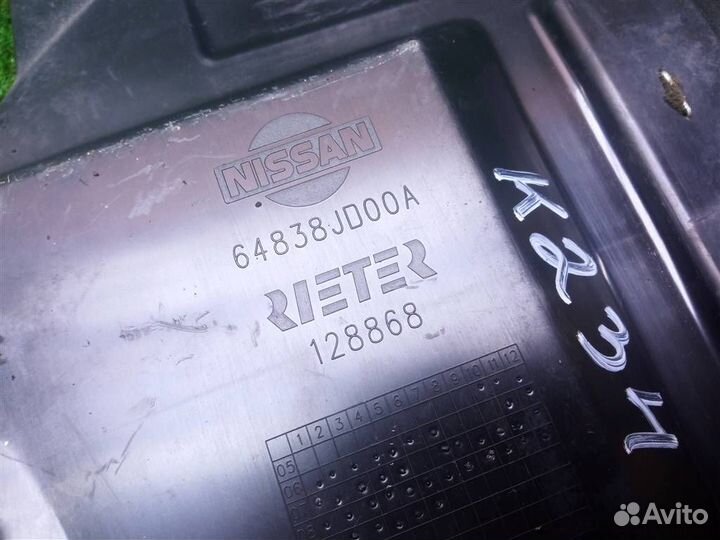 NISSAN
64838JD00A
RIETER
128868
K234
1 2 3 4 5 6 7 8 9 10 11 12
05
06
Avito